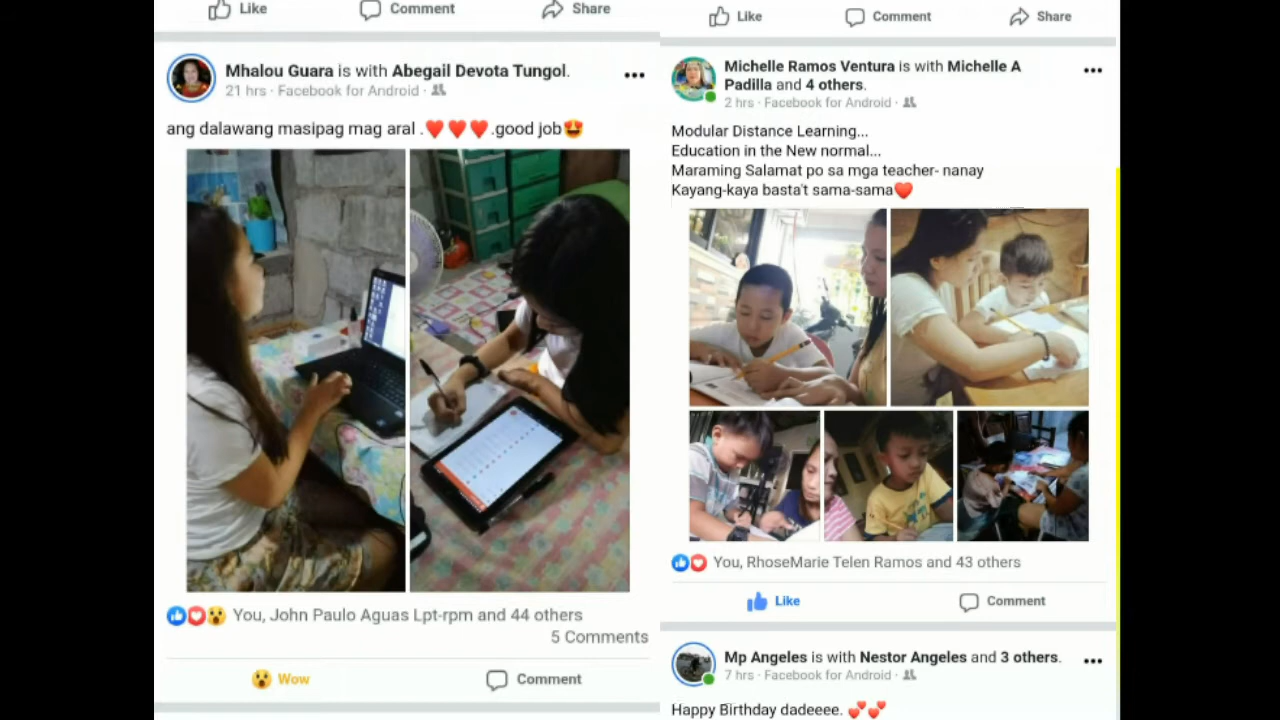 Like Comment Share
Mhalou Guara is with Abegail Devota Tungol.
21 hrs · Facebook for Android ·
ang dalawang masipag mag aral .❤️❤️❤️.good job😍
You, John Paulo Aguas Lpt-rpm and 44 others
5 Comments
Wow Comment
Like Comment Share
Michelle Ramos Ventura is with Michelle A
Padilla and 4 others.
2 hrs · Facebook for Android ·
Modular Distance Learning...
Education in the New normal...
Maraming Salamat po sa mga teacher- nanay
Kayang-kaya basta't sama-sama❤️
You, RhoseMarie Telen Ramos and 43 others
Like Comment
Mp Angeles is with Nestor Angeles and 3 others.
7 hrs · Facebook for Android ·
Happy Birthday dadeeee. 💕💕